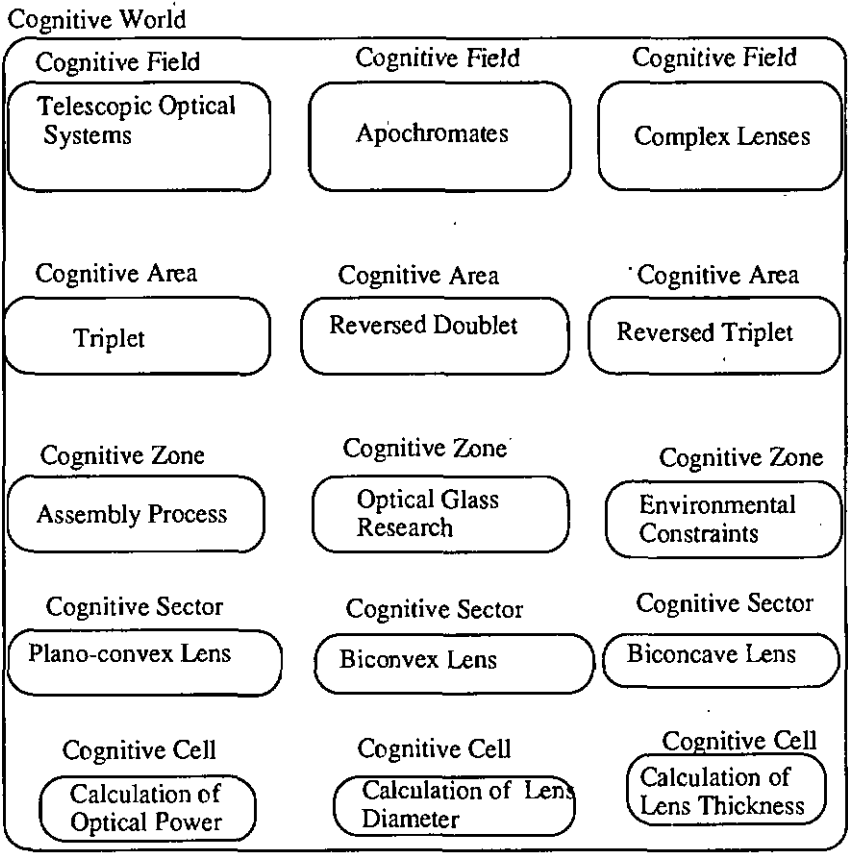 Cognitive World
Cognitive Field
Cognitive Field
Cognitive Field
Telescopic Optical
Systems
Apochromates
Complex Lenses
Cognitive Area
Cognitive Area
Cognitive Area
Triplet
Reversed Doublet
Reversed Triplet
Cognitive Zone
Cognitive Zone
Cognitive Zone
Assembly Process
Optical Glass
Research
Environmental
Constraints
Cognitive Sector
Cognitive Sector
Cognitive Sector
Plano-convex Lens
Biconvex Lens
Biconcave Lens
Cognitive Cell
Cognitive Cell
Cognitive Cell
Calculation of
Optical Power
Calculation of Lens
Diameter
Calculation of
Lens Thickness